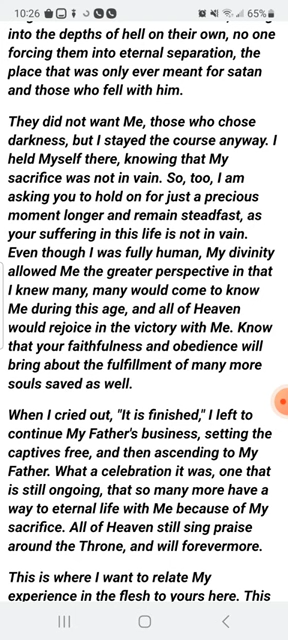 10:26
65%
into the depths of hell on their own, no one
forcing them into eternal separation, the
place that was only ever meant for satan
and those who fell with him.
They did not want Me, those who chose
darkness, but I stayed the course anyway. I
held Myself there, knowing that My
sacrifice was not in vain. So, too, I am
asking you to hold on for just a precious
moment longer and remain steadfast, as
your suffering in this life is not in vain.
Even though I was fully human, My divinity
allowed Me the greater perspective in that
I knew many, many would come to know
Me during this age, and all of Heaven
would rejoice in the victory with Me. Know
that your faithfulness and obedience will
bring about the fulfillment of many more
souls saved as well.
When I cried out, "It is finished," I left to
continue My Father's business, setting the
captives free, and then ascending to My
Father. What a celebration it was, one that
is still ongoing, that so many more have a
way to eternal life with Me because of My
sacrifice. All of Heaven still sing praise
around the Throne, and will forevermore.
This is where I want to relate My
experience in the flesh to yours here. This